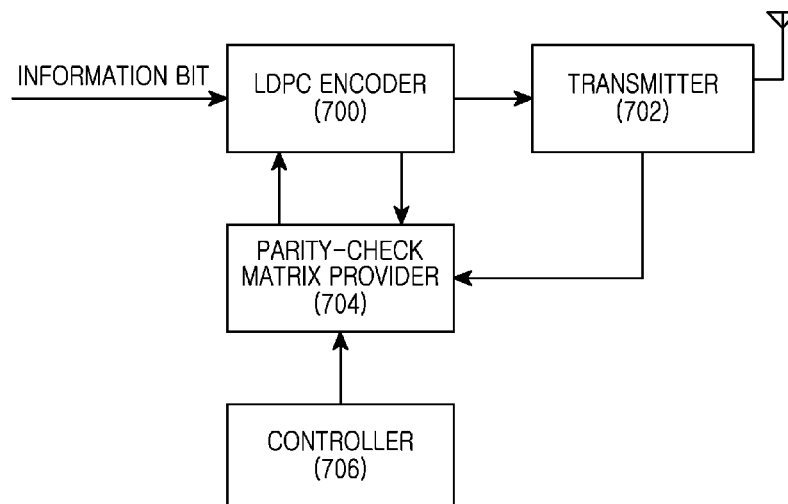 INFORMATION BIT
LDPC ENCODER
(700)
TRANSMITTER
(702)
PARITY-CHECK
MATRIX PROVIDER
(704)
CONTROLLER
(706)